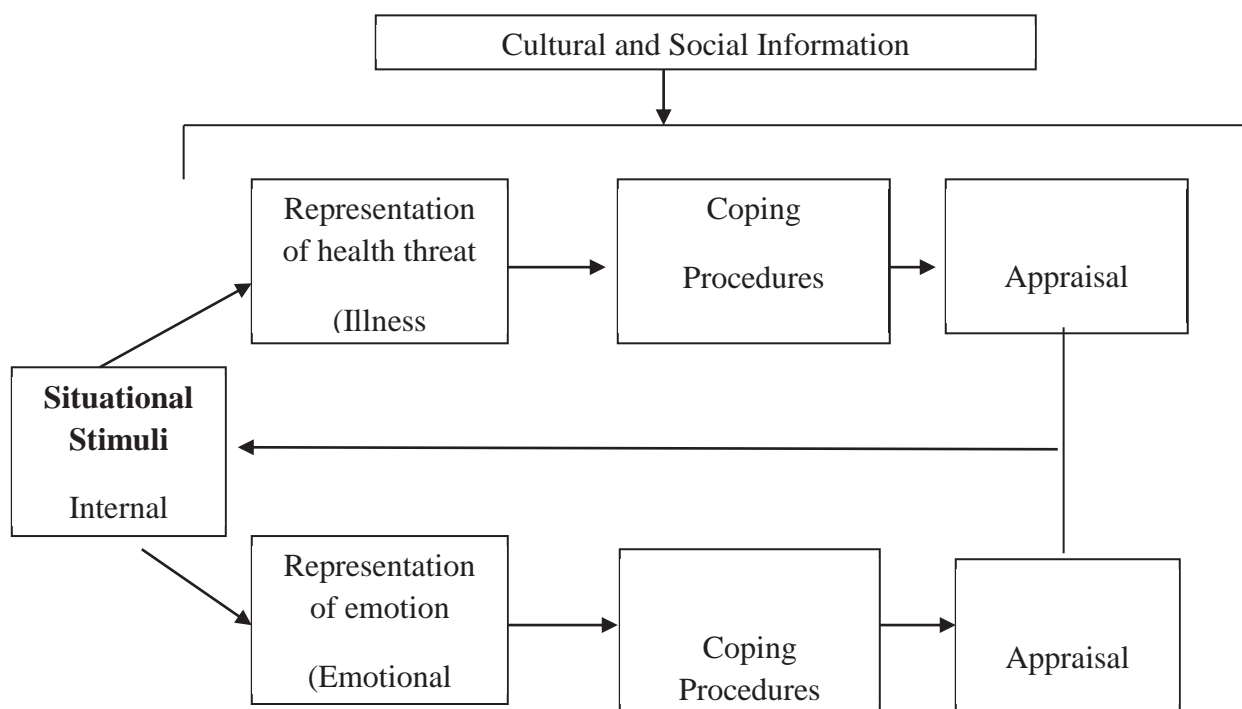 Cultural and Social Information
Representation
of health threat
(Illness
Coping
Procedures
Appraisal
Situational
Stimuli
Internal
Representation
of emotion
(Emotional
Coping
Procedures
Appraisal